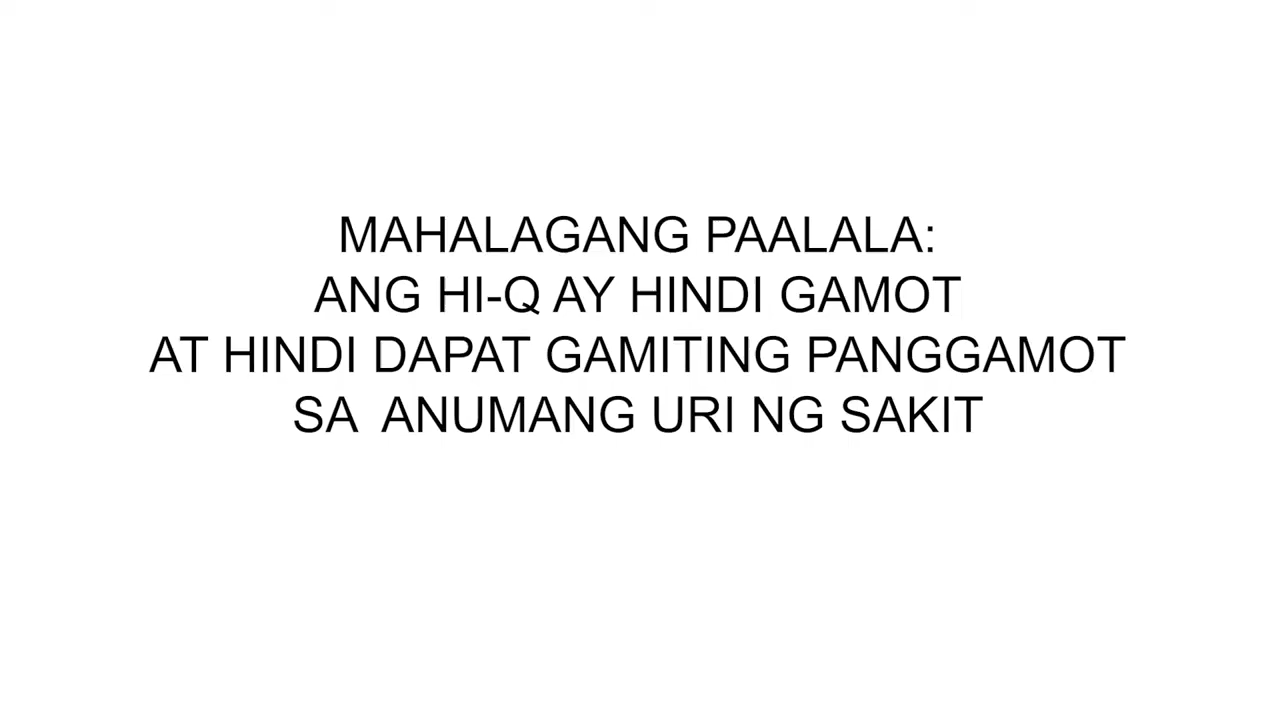 MAHALAGANG PAALALA:
ANG HI-Q AY HINDI GAMOT
AT HINDI DAPAT GAMITING PANGGAMOT
SA ANUMANG URI NG SAKIT